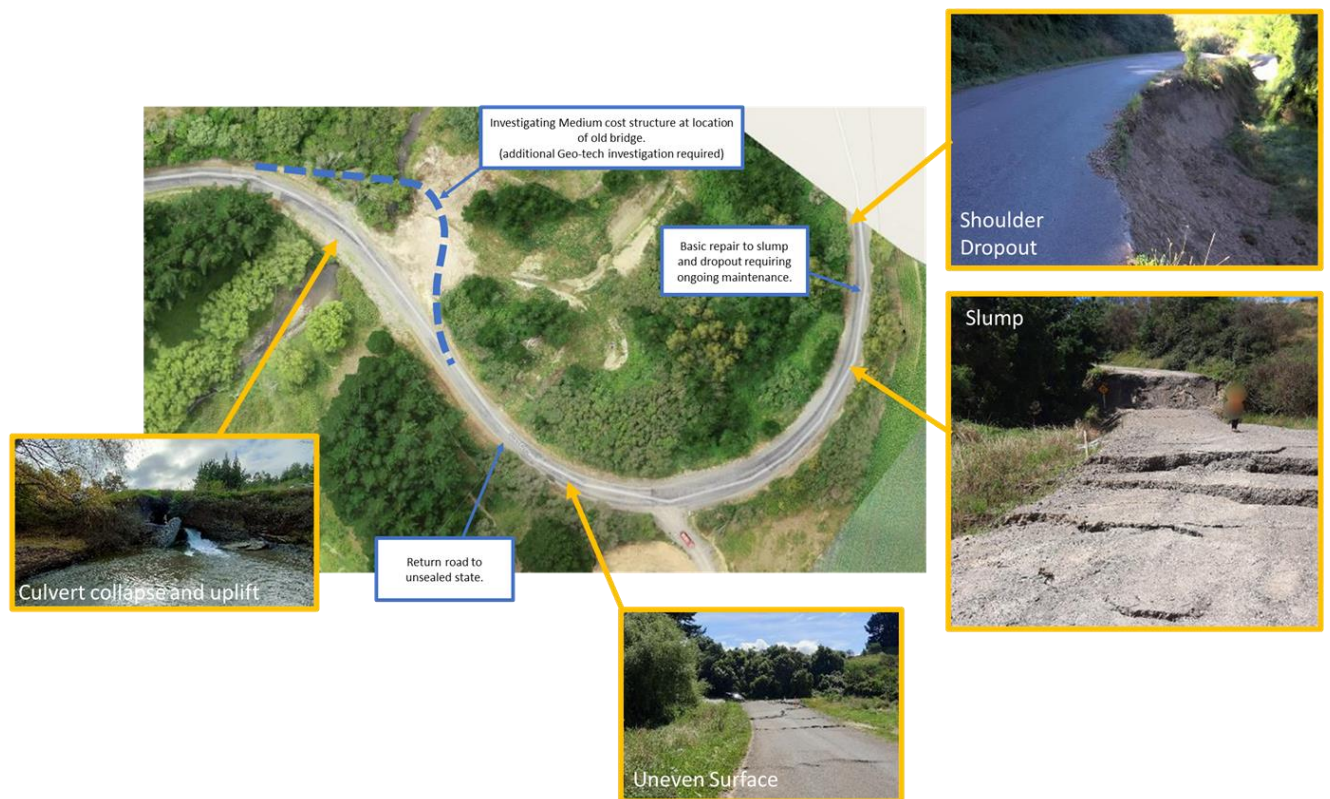 Investigating Medium cost structure at location
of old bridge.
(additional Geo-tech investigation required)
Shoulder
Dropout
Basic repair to slump
and dropout requiring
ongoing maintenance.
Slump
Return road to
unsealed state.
Culvert collapse and uplift
Uneven Surface